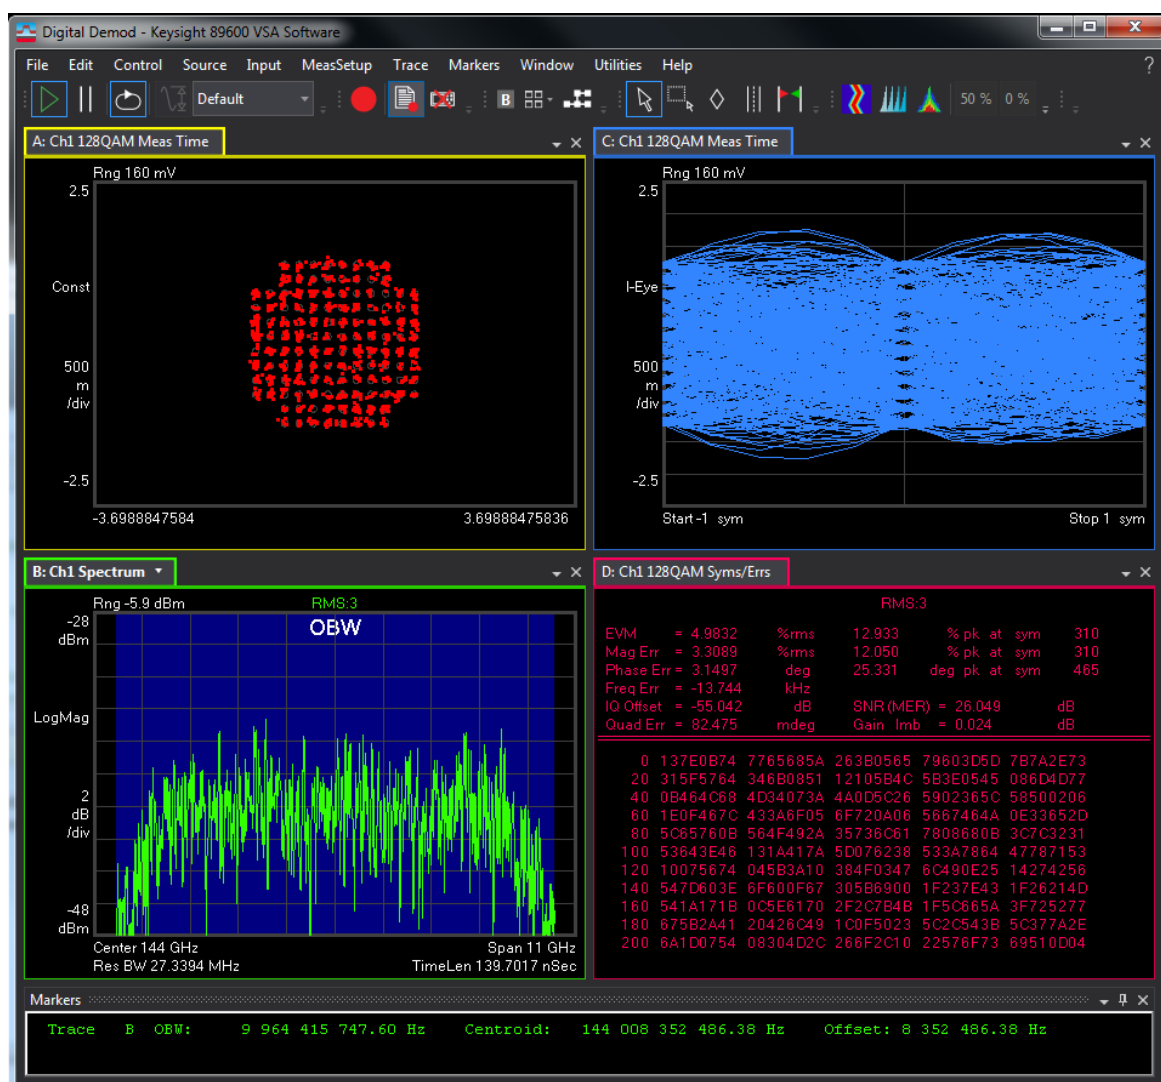 Digital Demod - Keysight 89600 VSA Software
File Edit Control Source Input MeasSetup Trace Markers Window Utilities Help ?
Default B 50 % 0 %
A: Ch1 128QAM Meas Time
Rng 160 mV
2.5
Const
500
m
/div
-2.5
-3.6988847584 3.69888475836
C: Ch1 128QAM Meas Time
Rng 160 mV
2.5
I-Eye
500
m
/div
-2.5
Start -1 sym Stop 1 sym
B: Ch1 Spectrum
Rng -5.9 dBm RMS:3
-28
dBm
OBW
LogMag
2
dB
/div
-48
dBm
Center 144 GHz Span 11 GHz
Res BW 27.3394 MHz TimeLen 139.7017 nSec
D: Ch1 128QAM Syms/Errs
RMS:3
EVM = 4.9832 %rms 12.933 % pk at sym 310
Mag Err = 3.3089 %rms 12.050 % pk at sym 310
Phase Err = 3.1497 deg 25.331 deg pk at sym 465
Freq Err = -13.744 kHz
IQ Offset = -55.042 dB SNR(MER) = 26.049 dB
Quad Err = 82.475 mdeg Gain Imb = 0.024 dB
0 137E0B74 7765685A 263B0565 79603D5D 7B7A2E73
20 315F5764 346B0851 12105B4C 5B3E0545 086D4D77
40 0B464C68 4D34073A 4A0D5C26 5902365C 58500206
60 1E0F467C 433A6F05 6F720A06 5667464A 0E33652D
80 5C65760B 564F492A 35736C61 7808680B 3C7C3231
100 53643E46 131A417A 5D076238 533A7864 47787153
120 10075674 045B3A10 384F0347 6C490E25 14274256
140 547D603E 6F600F67 305B6900 1F237E43 1F26214D
160 541A171B 0C5E6170 2F2C7B4B 1F5C665A 3F725277
180 675B2A41 20426C49 1C0F5023 5C2C543B 5C377A2E
200 6A1D0754 08304D2C 266F2C10 22576F73 69510D04
Markers
Trace B OBW: 9 964 415 747.60 Hz Centroid: 144 008 352 486.38 Hz Offset: 8 352 486.38 Hz